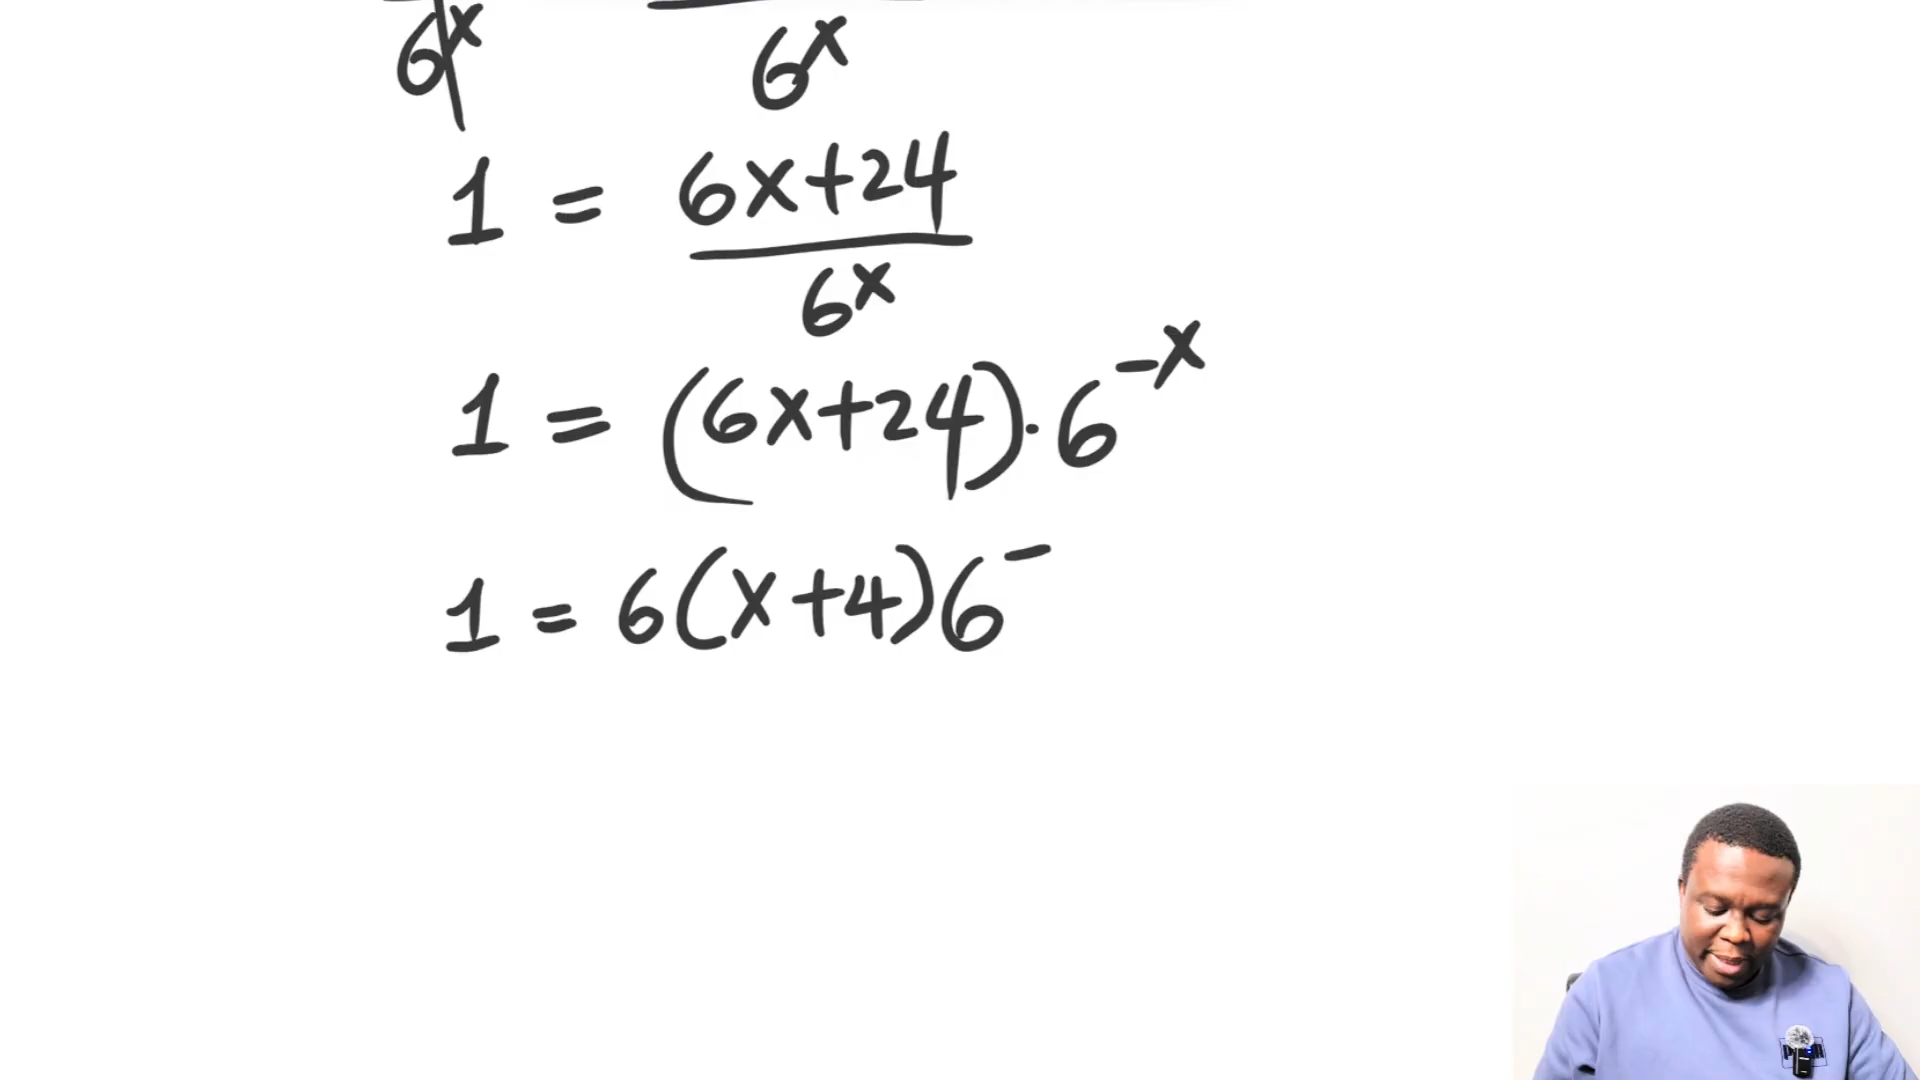 6^x 6^x
1 = 6x+24
6^x
1 = (6x+24)·6^-x
1 = 6(x+4)6^-